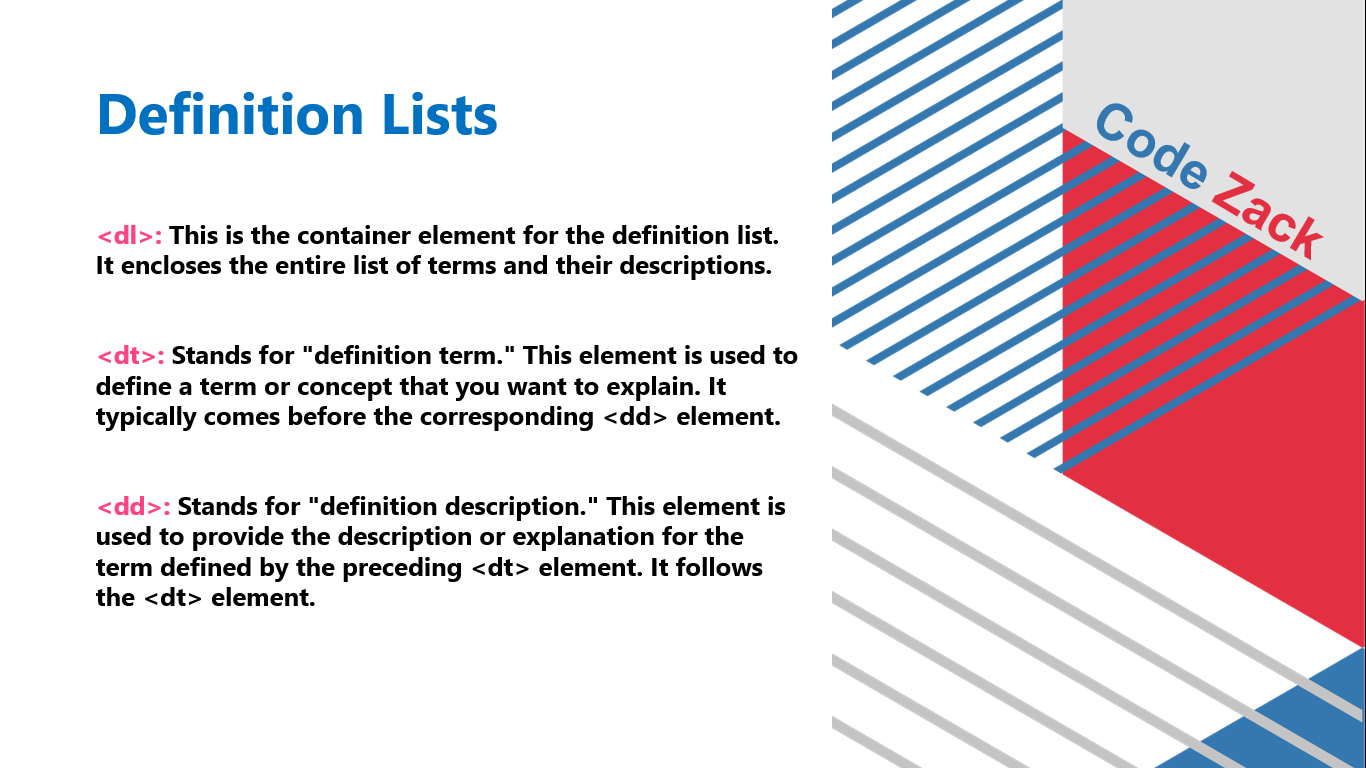 Definition Lists
Code Zack
<dl>: This is the container element for the definition list.
It encloses the entire list of terms and their descriptions.
<dt>: Stands for "definition term." This element is used to
define a term or concept that you want to explain. It
typically comes before the corresponding <dd> element.
<dd>: Stands for "definition description." This element is
used to provide the description or explanation for the
term defined by the preceding <dt> element. It follows
the <dt> element.